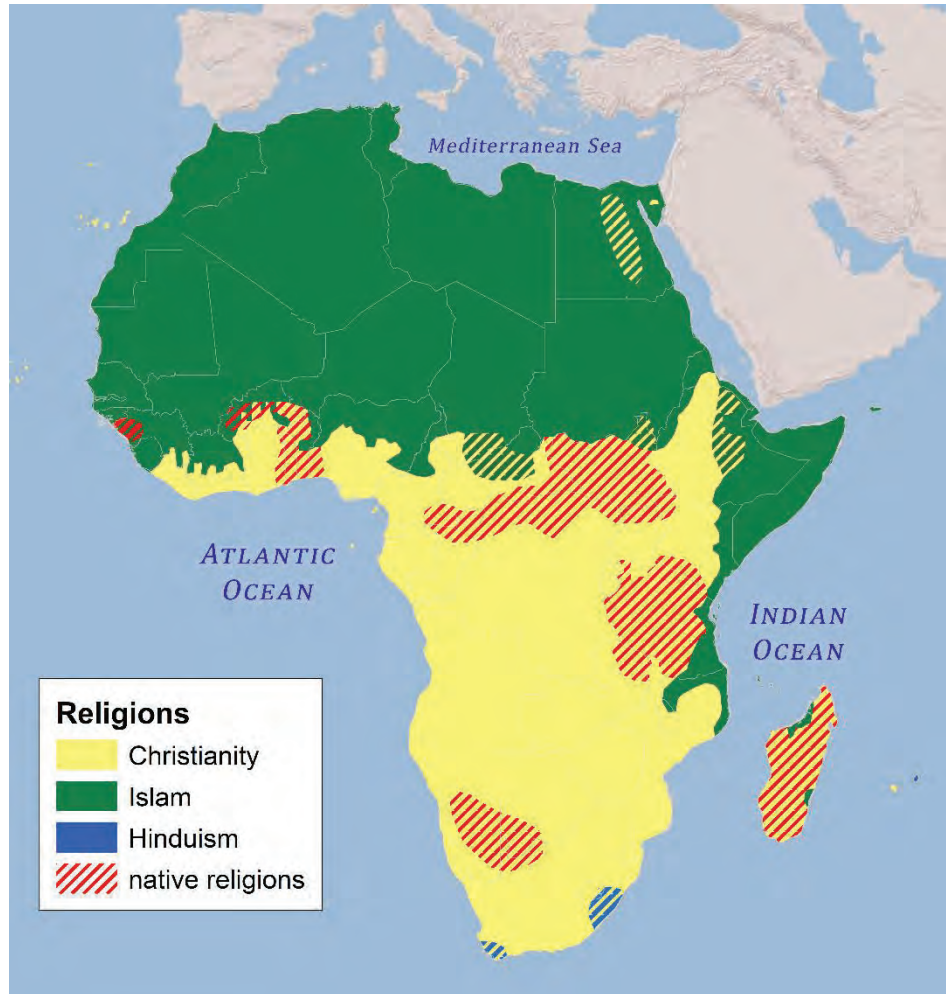 Mediterranean Sea
ATLANTIC
OCEAN
INDIAN
OCEAN
Religions
Christianity
Islam
Hinduism
native religions